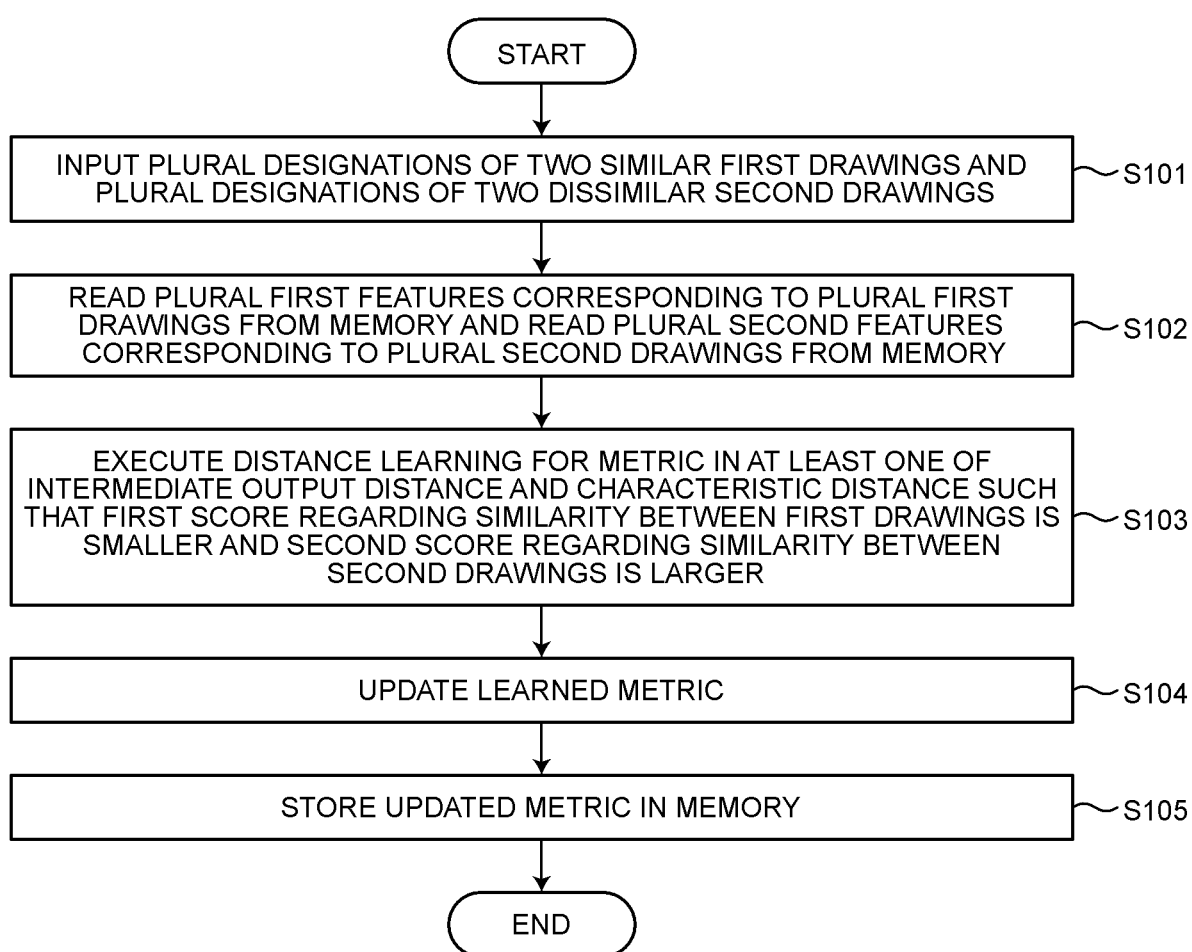 START
INPUT PLURAL DESIGNATIONS OF TWO SIMILAR FIRST DRAWINGS AND
PLURAL DESIGNATIONS OF TWO DISSIMILAR SECOND DRAWINGS
S101
READ PLURAL FIRST FEATURES CORRESPONDING TO PLURAL FIRST
DRAWINGS FROM MEMORY AND READ PLURAL SECOND FEATURES
CORRESPONDING TO PLURAL SECOND DRAWINGS FROM MEMORY
S102
EXECUTE DISTANCE LEARNING FOR METRIC IN AT LEAST ONE OF
INTERMEDIATE OUTPUT DISTANCE AND CHARACTERISTIC DISTANCE SUCH
THAT FIRST SCORE REGARDING SIMILARITY BETWEEN FIRST DRAWINGS IS
SMALLER AND SECOND SCORE REGARDING SIMILARITY BETWEEN
SECOND DRAWINGS IS LARGER
S103
UPDATE LEARNED METRIC
S104
STORE UPDATED METRIC IN MEMORY
S105
END